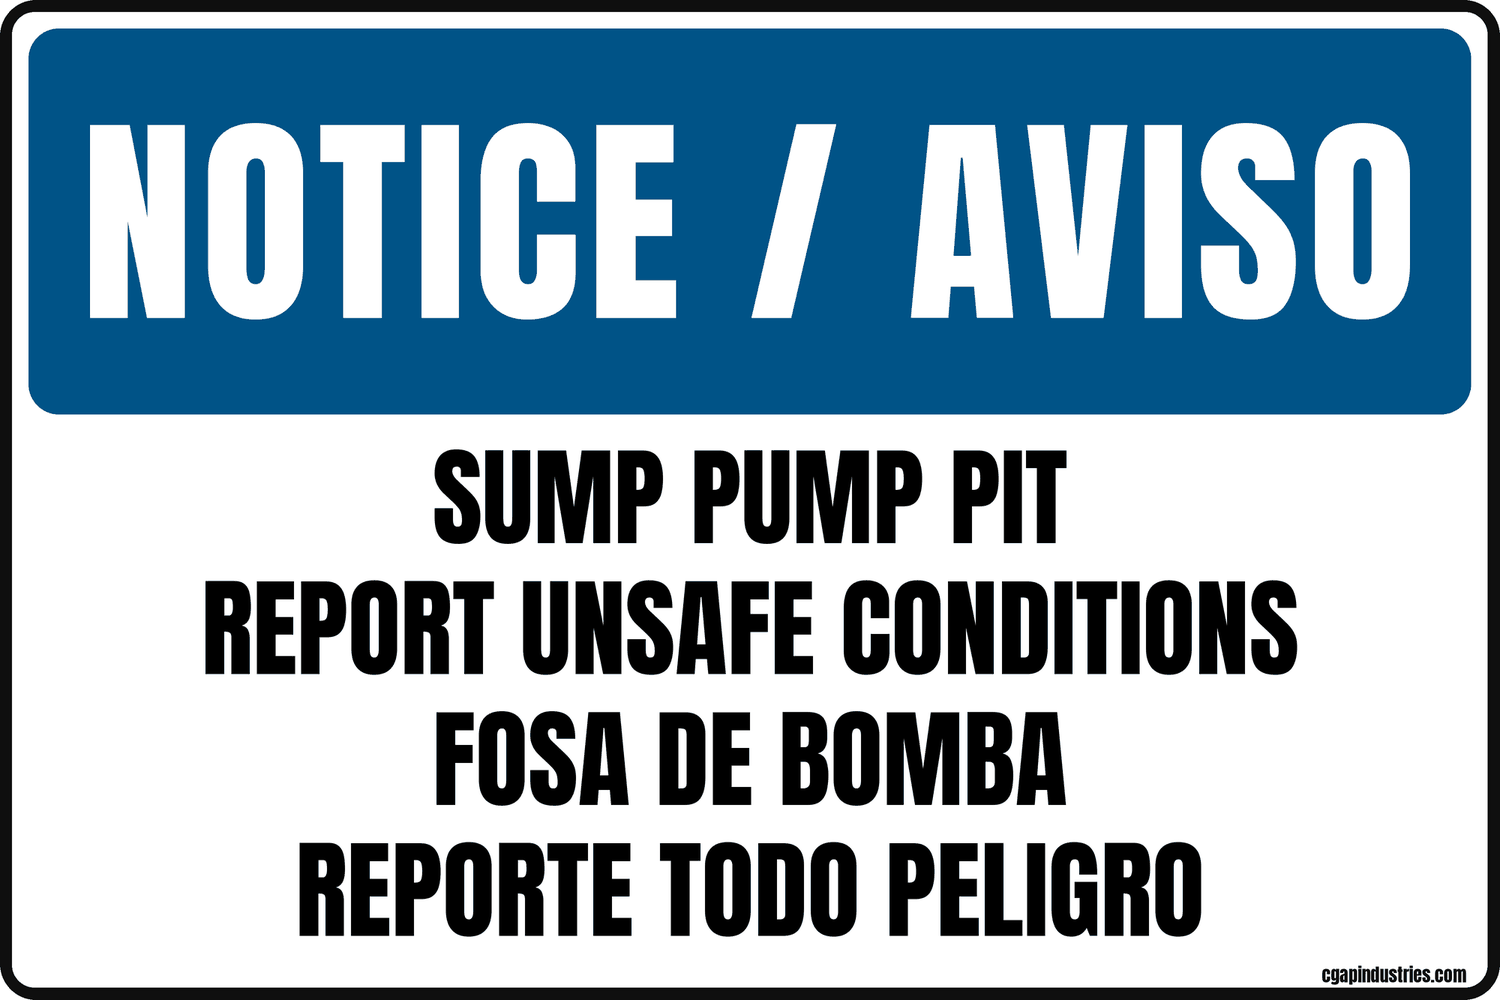 NOTICE / AVISO
SUMP PUMP PIT
REPORT UNSAFE CONDITIONS
FOSA DE BOMBA
REPORTE TODO PELIGRO
cgapindustries.com